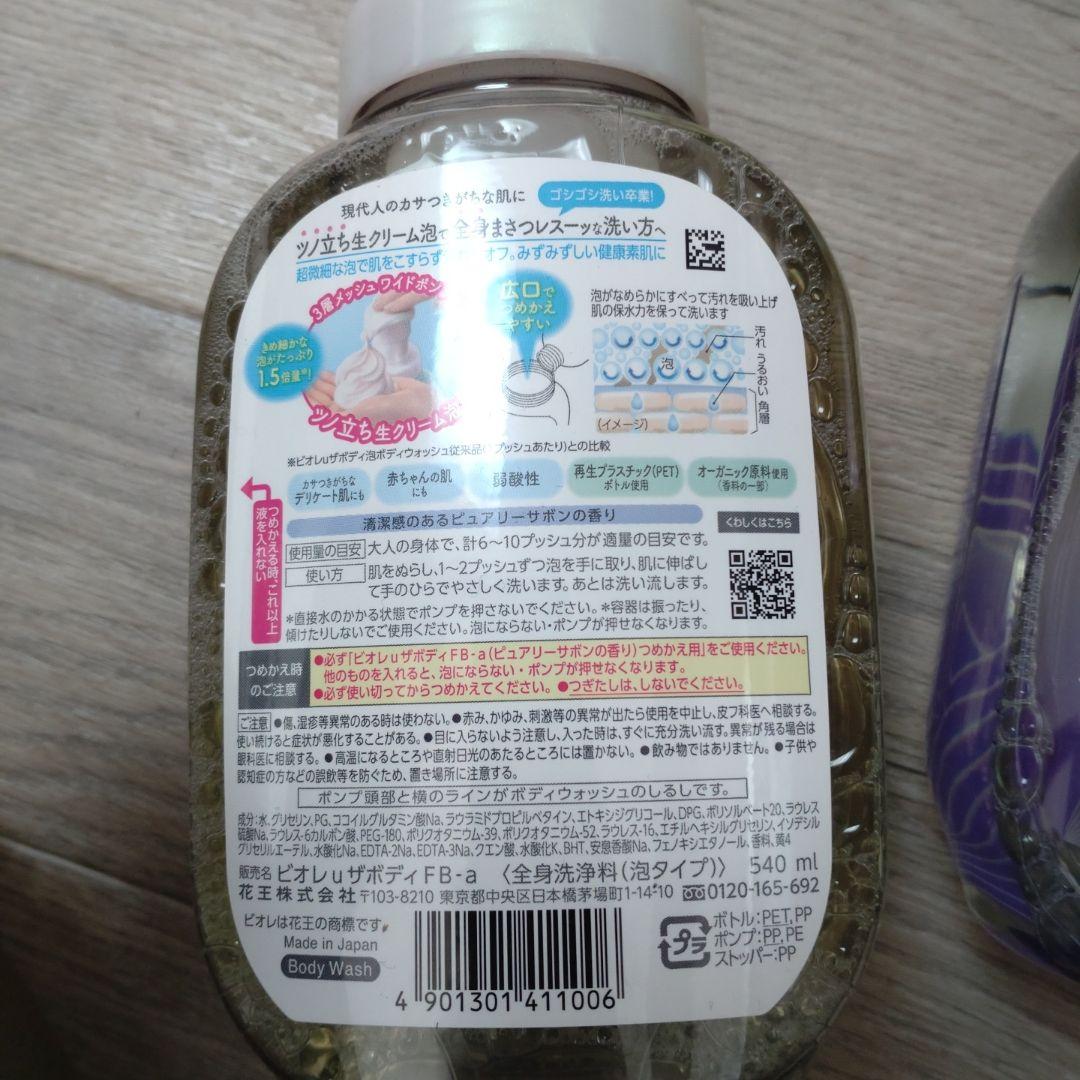 現代人のカサつきがちな肌に
ゴシゴシ洗い卒業!
ツノ立ち生クリーム泡で全身まさつレスーッな洗い方へ
超微細な泡で肌をこすらず オフ。みずみずしい健康素肌に
3層メッシュワイドポン
きめ細かな
泡がたっぷり
1.5倍量※!
ツノ立ち生クリーム泡
広口で
つめかえ
やすい
泡がなめらかにすべって汚れを吸い上げ
肌の保水力を保って洗います
汚れ
うるおい
角層
泡
(イメージ)
※ビオレuザボディ泡ボディウォッシュ従来品(1プッシュあたり)との比較
カサつきがちな
デリケート肌にも
赤ちゃんの肌
にも
弱酸性
再生プラスチック(PET)
ボトル使用
オーガニック原料使用
(香料の一部)
つめかえる時、これ以上
液を入れない
清潔感のあるピュアリーサボンの香り
くわしくはこちら
使用量の目安 大人の身体で、計6～10プッシュ分が適量の目安です。
使い方 肌をぬらし、1～2プッシュずつ泡を手に取り、肌に伸ばし
て手のひらでやさしく洗います。あとは洗い流します。
*直接水のかかる状態でポンプを押さないでください。*容器は振ったり、
傾けたりしないでご使用ください。泡にならない・ポンプが押せなくなります。
つめかえ時
のご注意
●必ず「ビオレuザボディFB-a(ピュアリーサボンの香り)つめかえ用」をご使用ください。
他のものを入れると、泡にならない・ポンプが押せなくなります。
●必ず使い切ってからつめかえてください。●つぎたしは、しないでください。
ご注意 ●傷、湿疹等異常のある時は使わない。●赤み、かゆみ、刺激等の異常が出たら使用を中止し、皮フ科医へ相談する。
使い続けると症状が悪化することがある。●目に入らないよう注意し、入った時は、すぐに充分洗い流す。異常が残る場合は
眼科医に相談する。●高温になるところや直射日光のあたるところには置かない。●飲み物ではありません。●子供や
認知症の方などの誤飲等を防ぐため、置き場所に注意する。
ポンプ頭部と横のラインがボディウォッシュのしるしです。
成分:水、グリセリン、PG、ココイルグルタミン酸Na、ラウラミドプロピルベタイン、エトキシジグリコール、DPG、ポリソルベート20、ラウレス
硫酸Na、ラウレス-6カルボン酸、PEG-180、ポリクオタニウム-39、ポリクオタニウム-52、ラウレス-16、エチルヘキシルグリセリン、イソデシル
グリセリルエーテル、水酸化Na、EDTA-2Na、EDTA-3Na、クエン酸、水酸化K、BHT、安息香酸Na、フェノキシエタノール、香料、黄4
販売名 ビオレuザボディFB-a 〈全身洗浄料(泡タイプ)〉 540 ml
花王株式会社 〒103-8210 東京都中央区日本橋茅場町1-14-10 0120-165-692
ビオレは花王の商標です。
Made in Japan
Body Wash
4 901301 411006
プラ
ボトル:PET,PP
ポンプ:PP,PE
ストッパー:PP